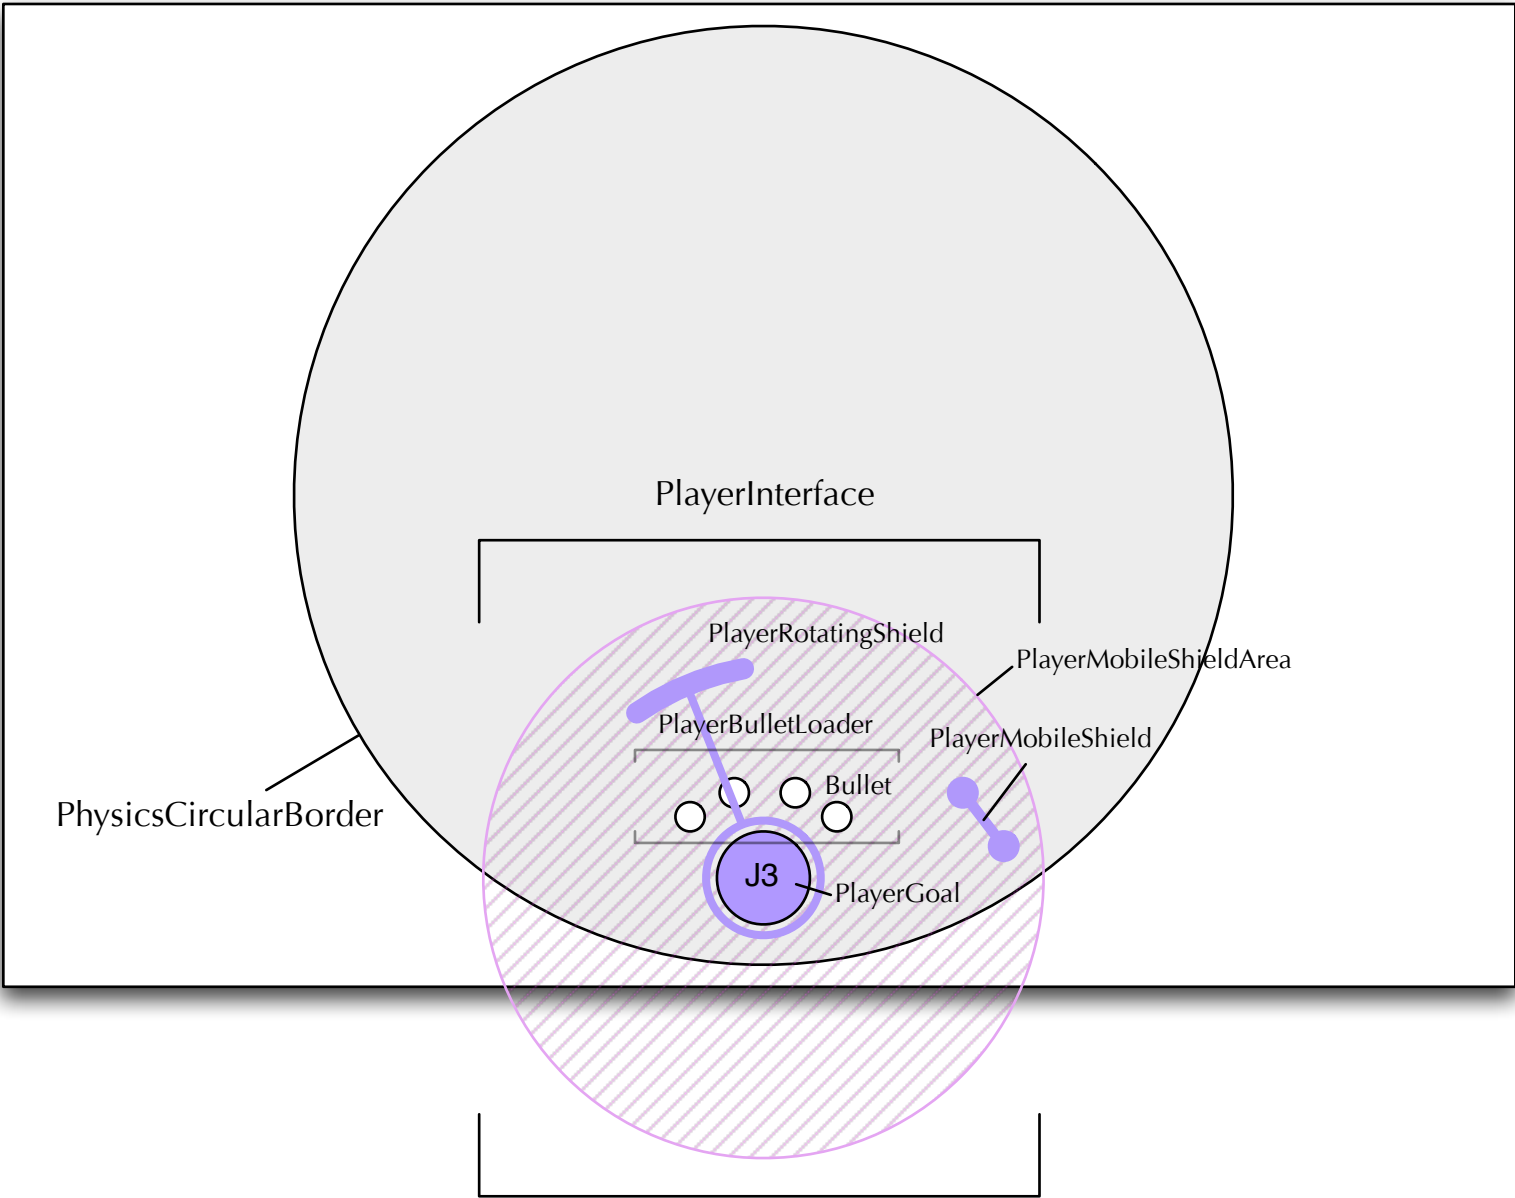 PlayerInterface
PlayerRotatingShield
PlayerMobileShieldArea
PlayerBulletLoader
PlayerMobileShield
Bullet
PhysicsCircularBorder
J3
PlayerGoal